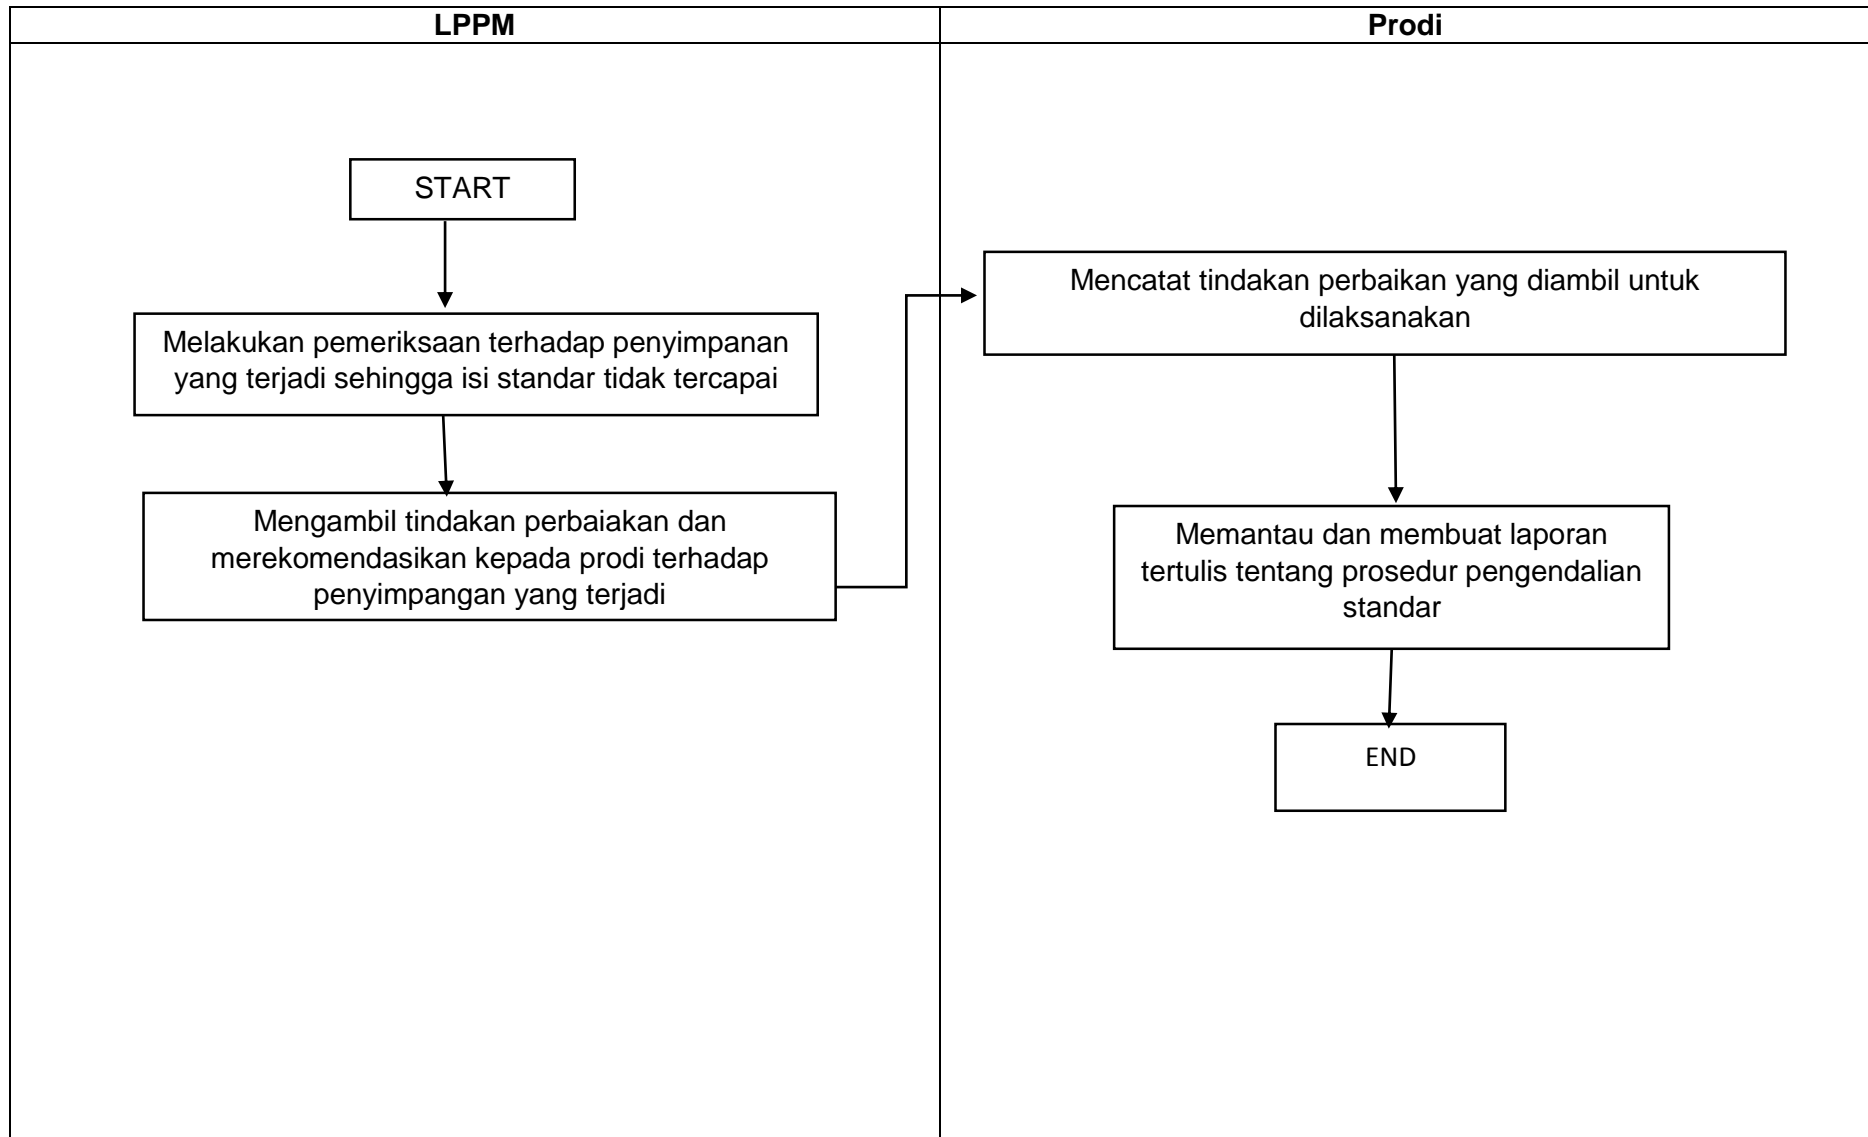 LPPM
Prodi
START
Melakukan pemeriksaan terhadap penyimpanan
yang terjadi sehingga isi standar tidak tercapai
Mengambil tindakan perbaiakan dan
merekomendasikan kepada prodi terhadap
penyimpangan yang terjadi
Mencatat tindakan perbaikan yang diambil untuk
dilaksanakan
Memantau dan membuat laporan
tertulis tentang prosedur pengendalian
standar
END